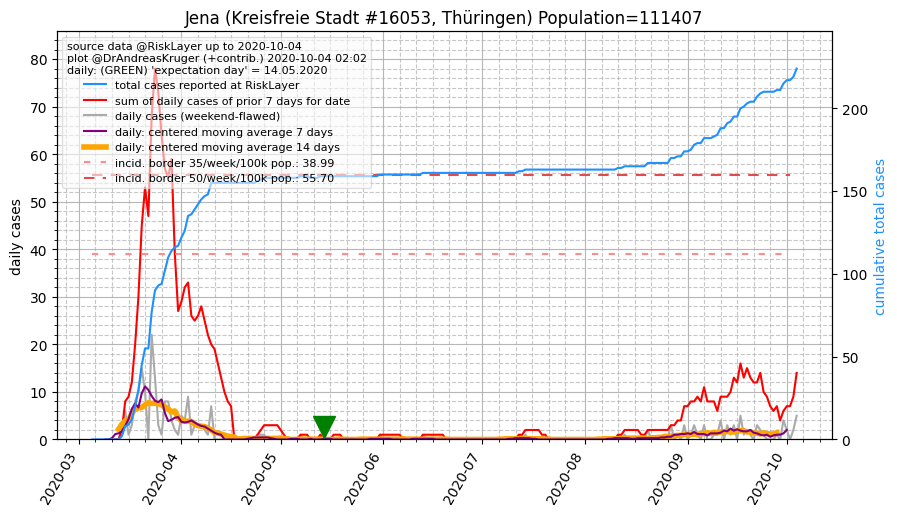 Jena (Kreisfreie Stadt #16053, Thüringen) Population=111407
source data @RiskLayer up to 2020-10-04
plot @DrAndreasKruger (+contrib.) 2020-10-04 02:02
daily: (GREEN) 'expectation day' = 14.05.2020
total cases reported at RiskLayer
sum of daily cases of prior 7 days for date
daily cases (weekend-flawed)
daily: centered moving average 7 days
daily: centered moving average 14 days
incid. border 35/week/100k pop.: 38.99
incid. border 50/week/100k pop.: 55.70
daily cases
80
70
60
50
40
30
20
10
0
cumulative total cases
200
150
100
50
0
2020-03
2020-04
2020-05
2020-06
2020-07
2020-08
2020-09
2020-10